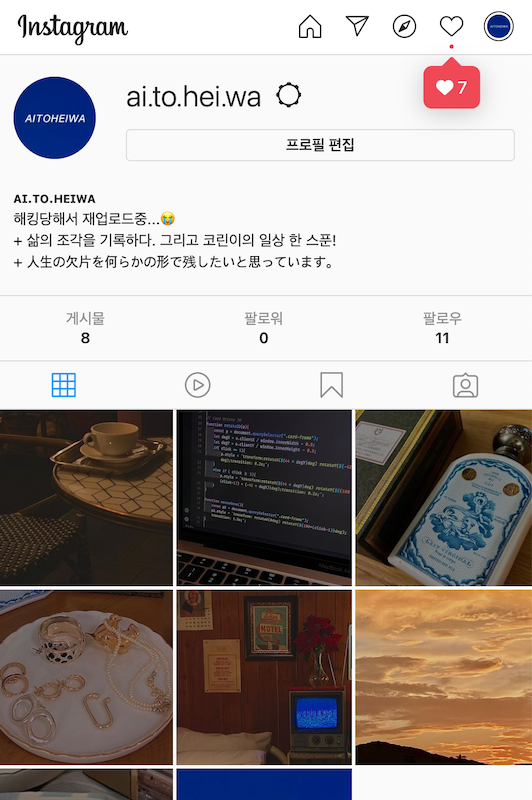 Instagram
7
AITOHEIWA
ai.to.hei.wa
프로필 편집
AI.TO.HEIWA
해킹당해서 재업로드중...😭
+ 삶의 조각을 기록하다. 그리고 코린이의 일상 한 스푼!
+ 人生の欠片を何らかの形で残したいと思っています。
게시물
8
팔로워
0
팔로우
11
MOTEL